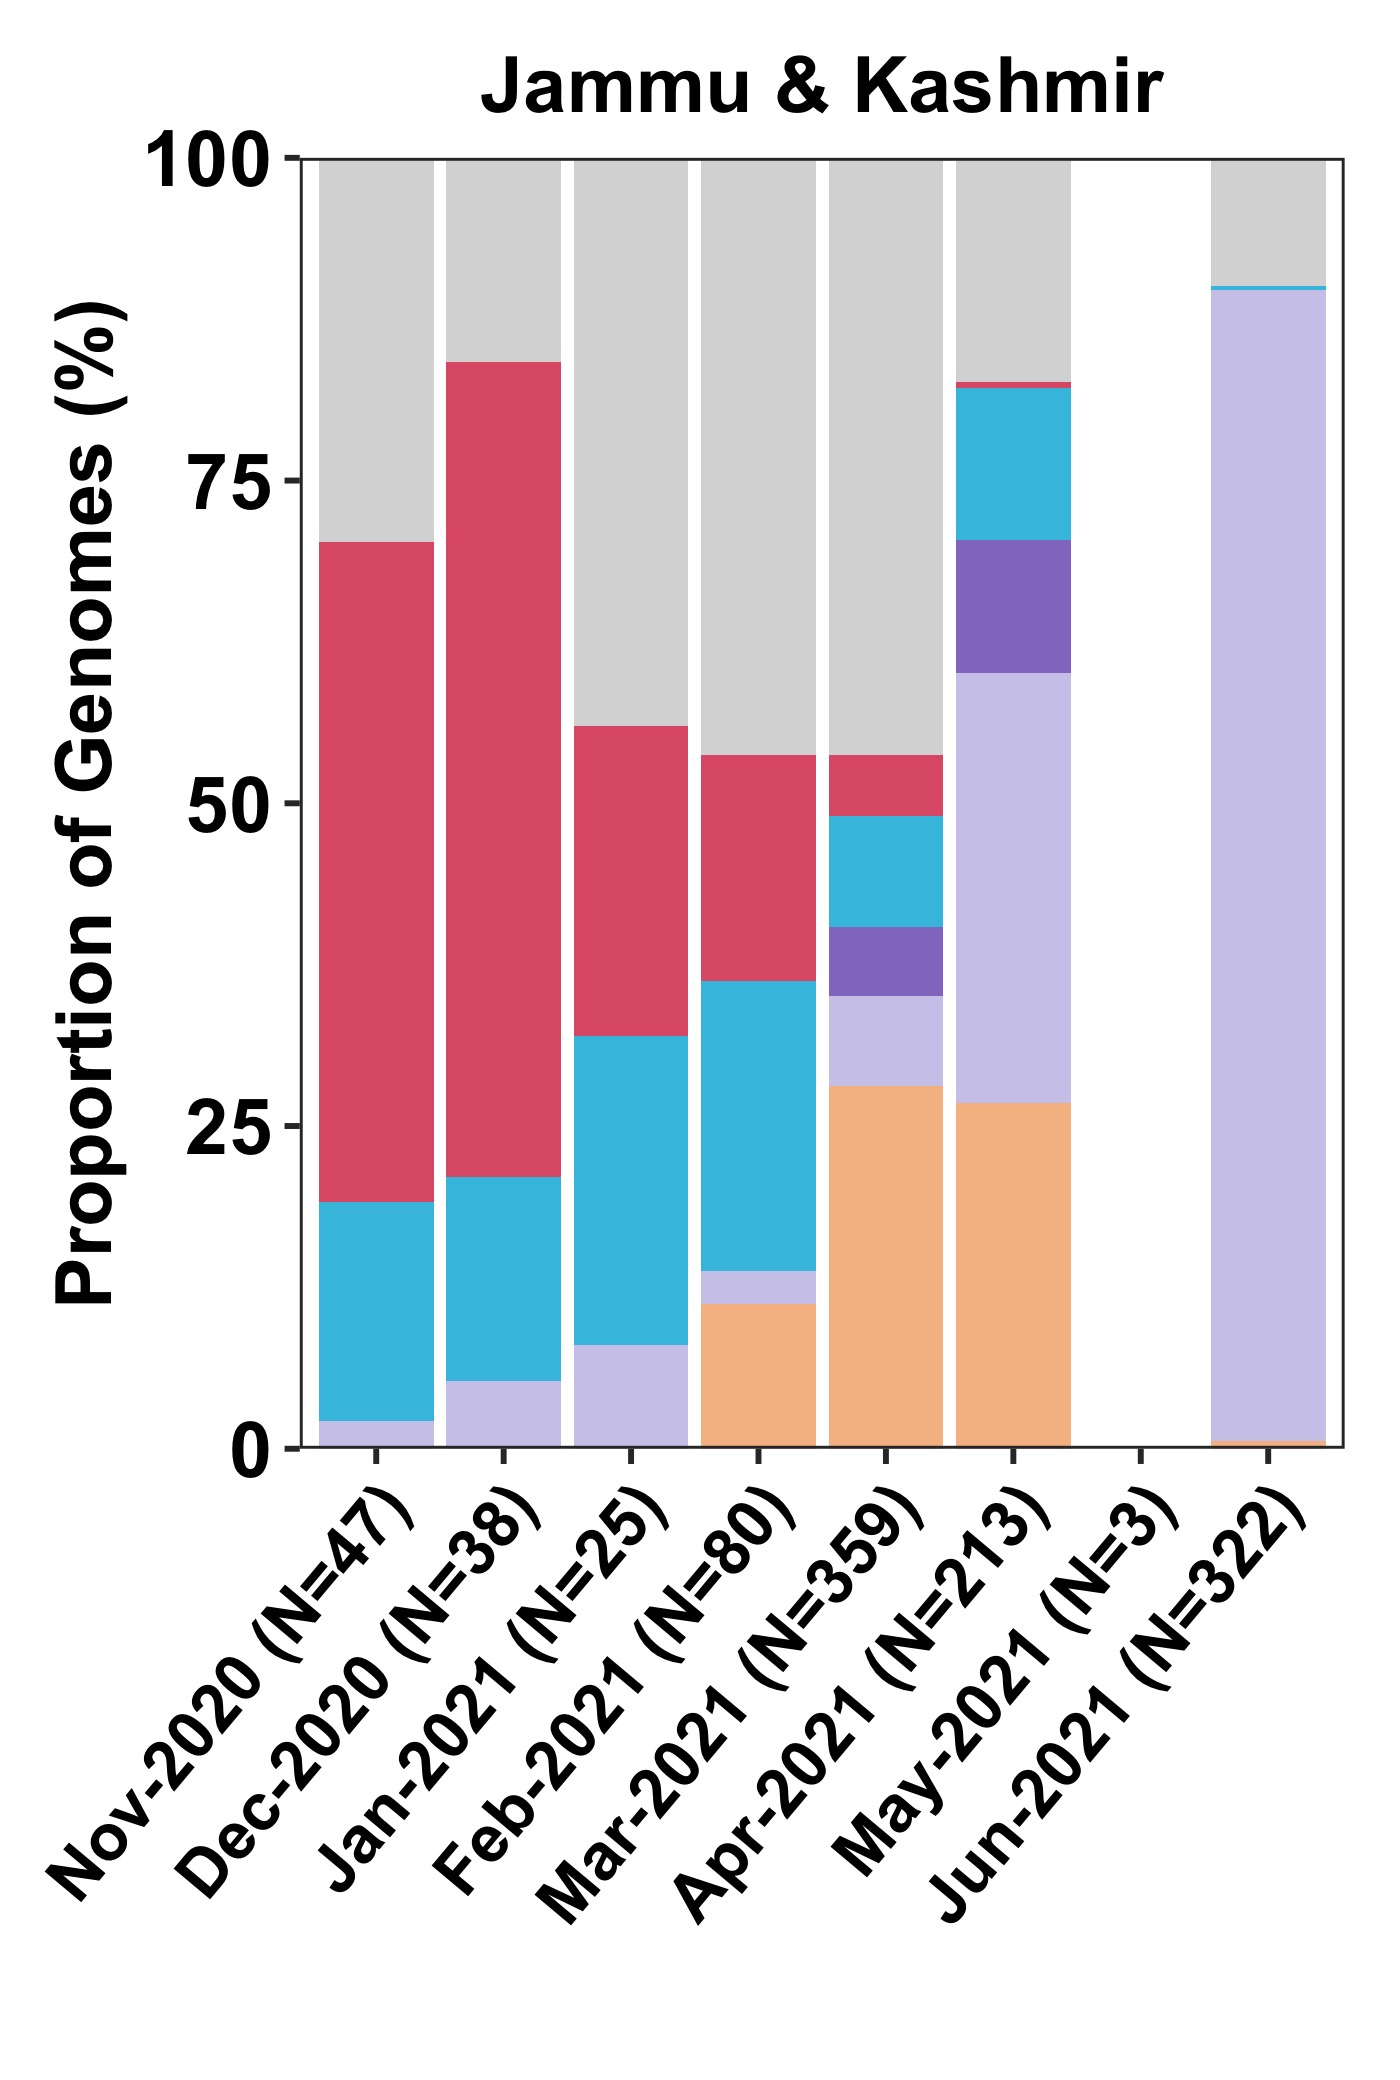 Jammu & Kashmir
Proportion of Genomes (%)
100
75
50
25
0
Nov-2020 (N=47)
Dec-2020 (N=38)
Jan-2021 (N=25)
Feb-2021 (N=80)
Mar-2021 (N=359)
Apr-2021 (N=213)
May-2021 (N=3)
Jun-2021 (N=322)